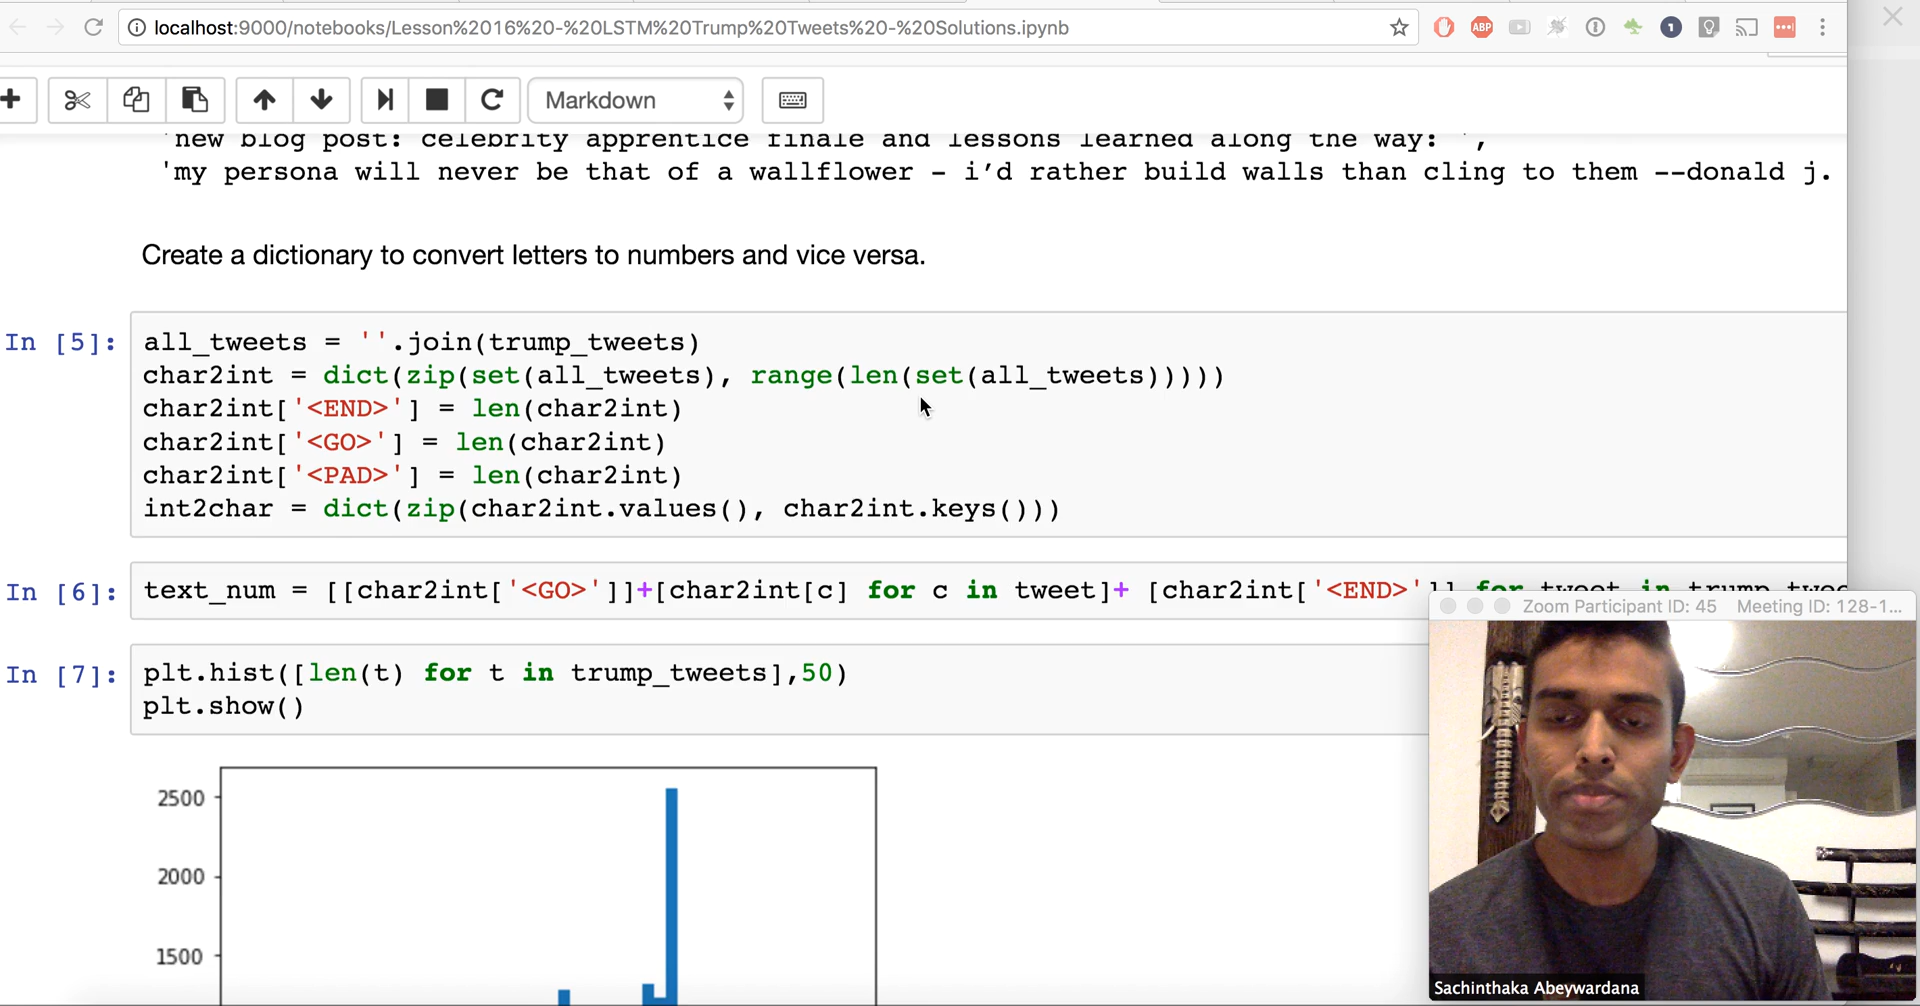 localhost:9000/notebooks/Lesson%2016%20-%20LSTM%20Trump%20Tweets%20-%20Solutions.ipynb
ABP
1
Markdown
'new blog post: celebrity apprentice finale and lessons learned along the way: ',
'my persona will never be that of a wallflower - i’d rather build walls than cling to them --donald j.
Create a dictionary to convert letters to numbers and vice versa.
In [5]:
all_tweets = ''.join(trump_tweets)
char2int = dict(zip(set(all_tweets), range(len(set(all_tweets)))))
char2int['<END>'] = len(char2int)
char2int['<GO>'] = len(char2int)
char2int['<PAD>'] = len(char2int)
int2char = dict(zip(char2int.values(), char2int.keys()))
In [6]:
text_num = [[char2int['<GO>']]+[char2int[c] for c in tweet]+ [char2int['<END>']] for tweet in trump_twee
In [7]:
plt.hist([len(t) for t in trump_tweets],50)
plt.show()
2500
2000
1500
Zoom Participant ID: 45 Meeting ID: 128-1...
Sachinthaka Abeywardana